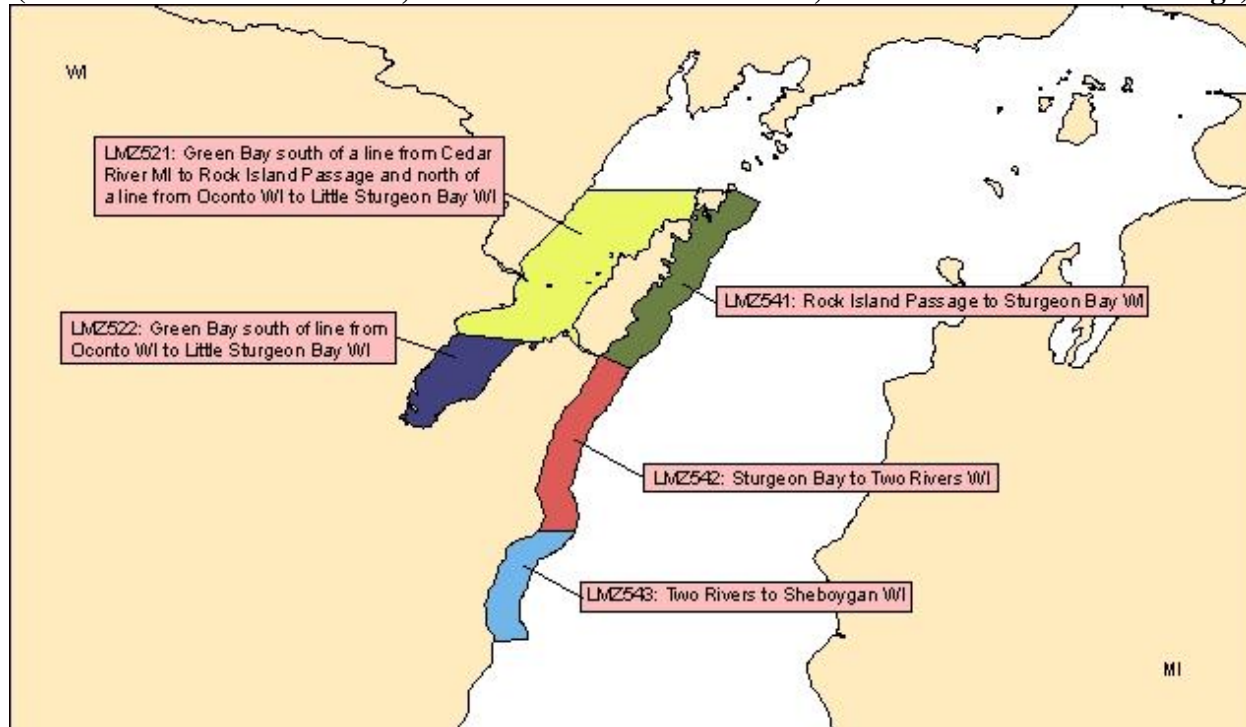 WI
LMZ521: Green Bay south of a line from Cedar
River MI to Rock Island Passage and north of
a line from Oconto WI to Little Sturgeon Bay WI
LMZ541: Rock Island Passage to Sturgeon Bay WI
LMZ522: Green Bay south of line from
Oconto WI to Little Sturgeon Bay WI
LMZ542: Sturgeon Bay to Two Rivers WI
LMZ543: Two Rivers to Sheboygan WI
MI